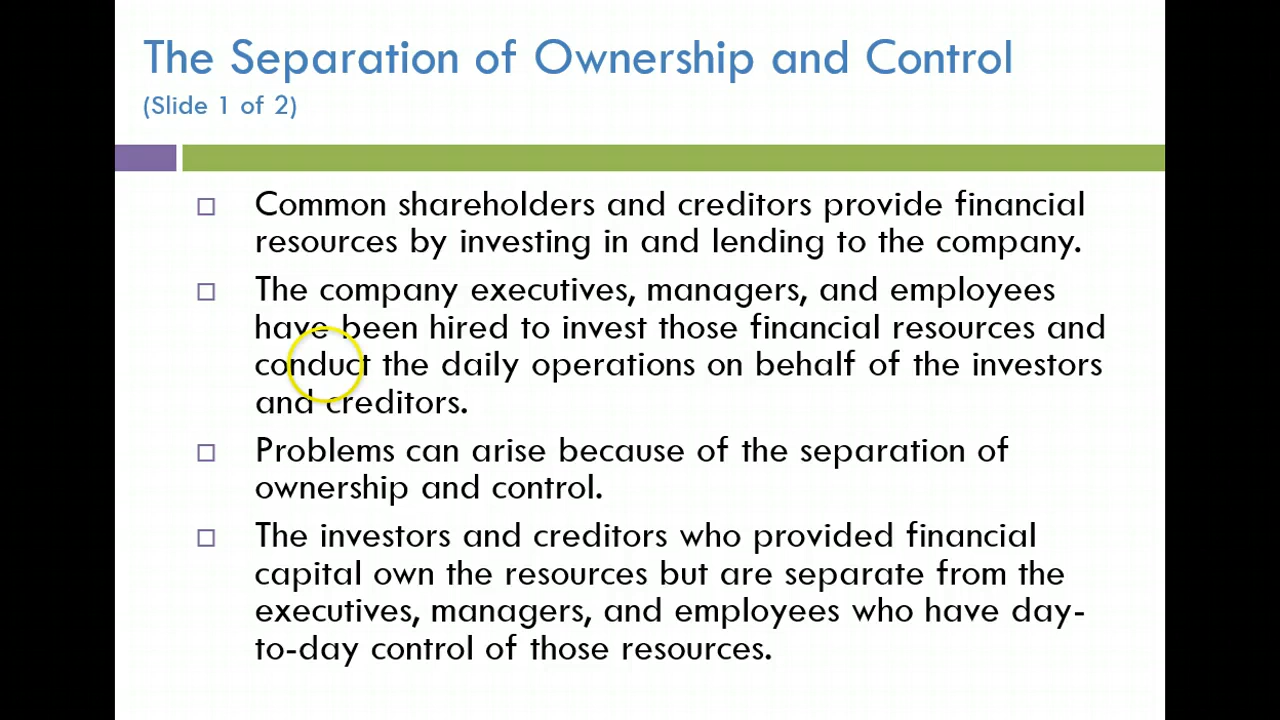 The Separation of Ownership and Control
(Slide 1 of 2)
Common shareholders and creditors provide financial
resources by investing in and lending to the company.
The company executives, managers, and employees
have been hired to invest those financial resources and
conduct the daily operations on behalf of the investors
and creditors.
Problems can arise because of the separation of
ownership and control.
The investors and creditors who provided financial
capital own the resources but are separate from the
executives, managers, and employees who have day-
to-day control of those resources.